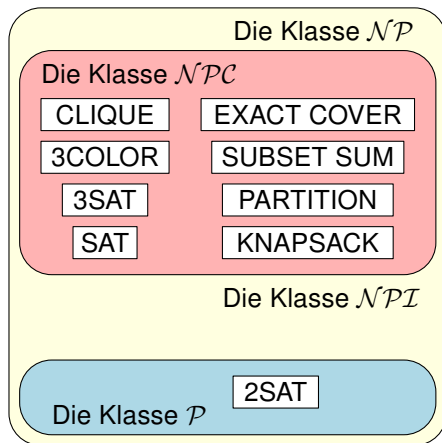 Die Klasse 𝒩𝒫
Die Klasse 𝒩𝒫𝒞
CLIQUE EXACT COVER
3COLOR SUBSET SUM
3SAT PARTITION
SAT KNAPSACK
Die Klasse 𝒩𝒫ℐ
2SAT
Die Klasse 𝒫